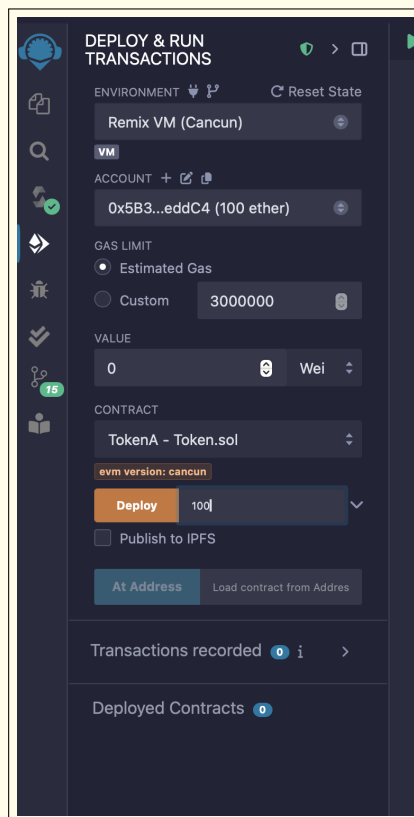 DEPLOY & RUN
TRANSACTIONS
ENVIRONMENT
Reset State
Remix VM (Cancun)
VM
ACCOUNT
0x5B3...eddC4 (100 ether)
GAS LIMIT
Estimated Gas
Custom 3000000
VALUE
0 Wei
CONTRACT
TokenA - Token.sol
evm version: cancun
Deploy 100
Publish to IPFS
15
At Address Load contract from Addres
Transactions recorded 0 i
Deployed Contracts 0